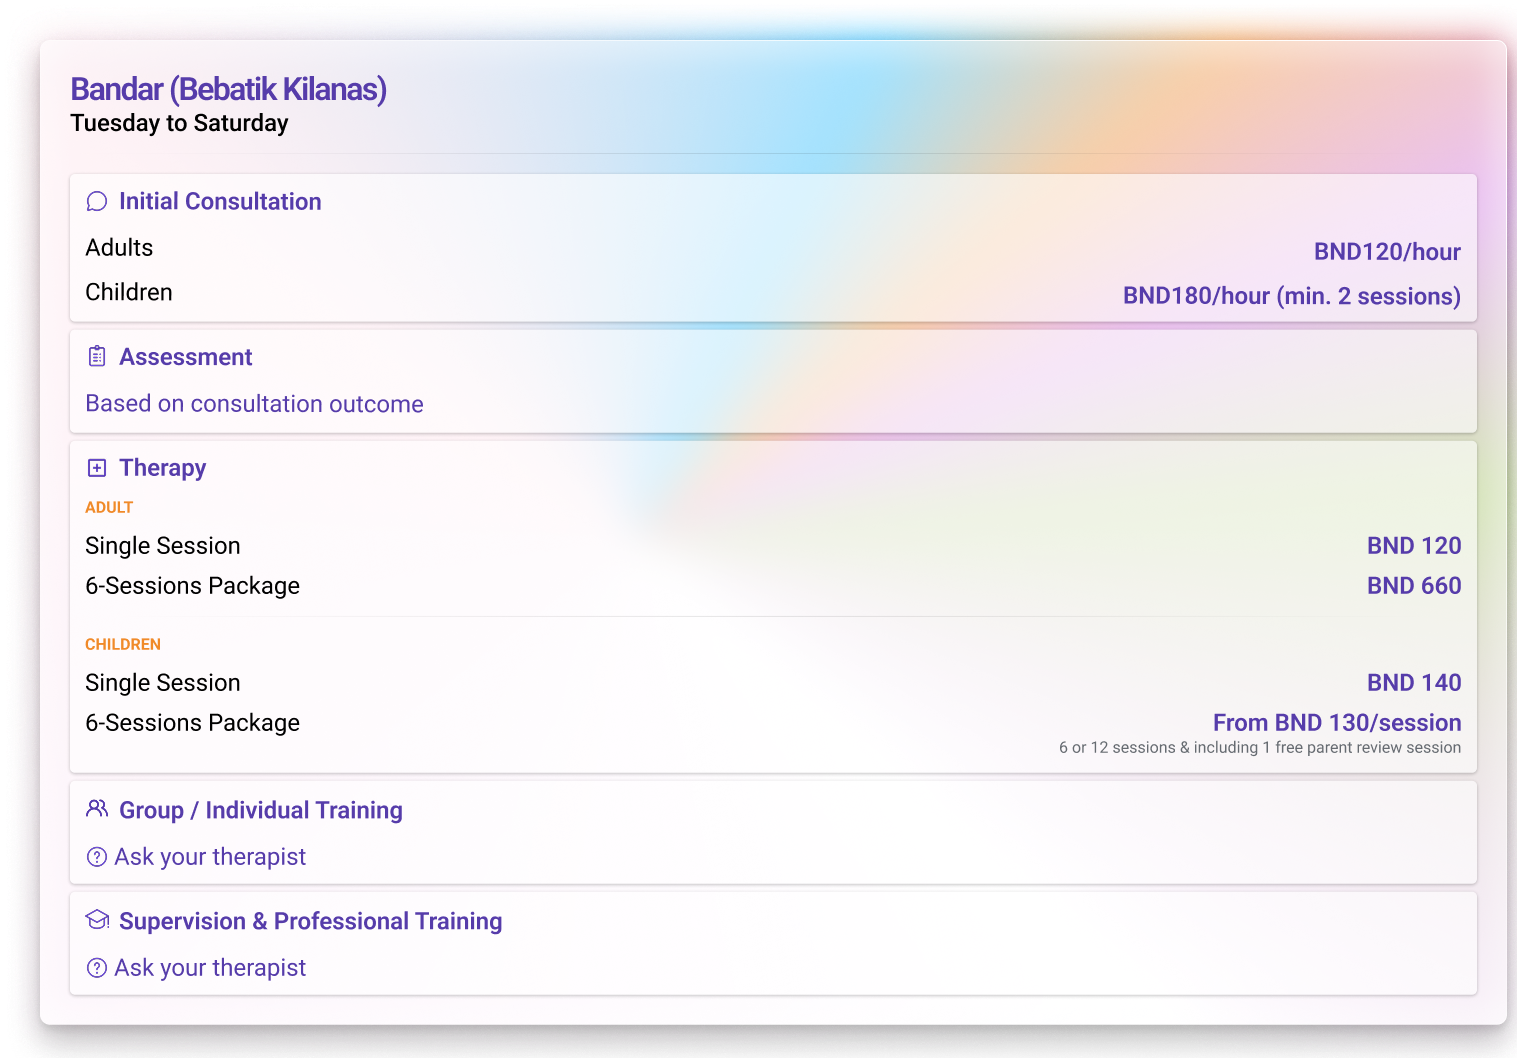 Bandar (Bebatik Kilanas)
Tuesday to Saturday
Initial Consultation
Adults BND120/hour
Children BND180/hour (min. 2 sessions)
Assessment
Based on consultation outcome
Therapy
ADULT
Single Session BND 120
6-Sessions Package BND 660
CHILDREN
Single Session BND 140
6-Sessions Package From BND 130/session
6 or 12 sessions & including 1 free parent review session
Group / Individual Training
Ask your therapist
Supervision & Professional Training
Ask your therapist